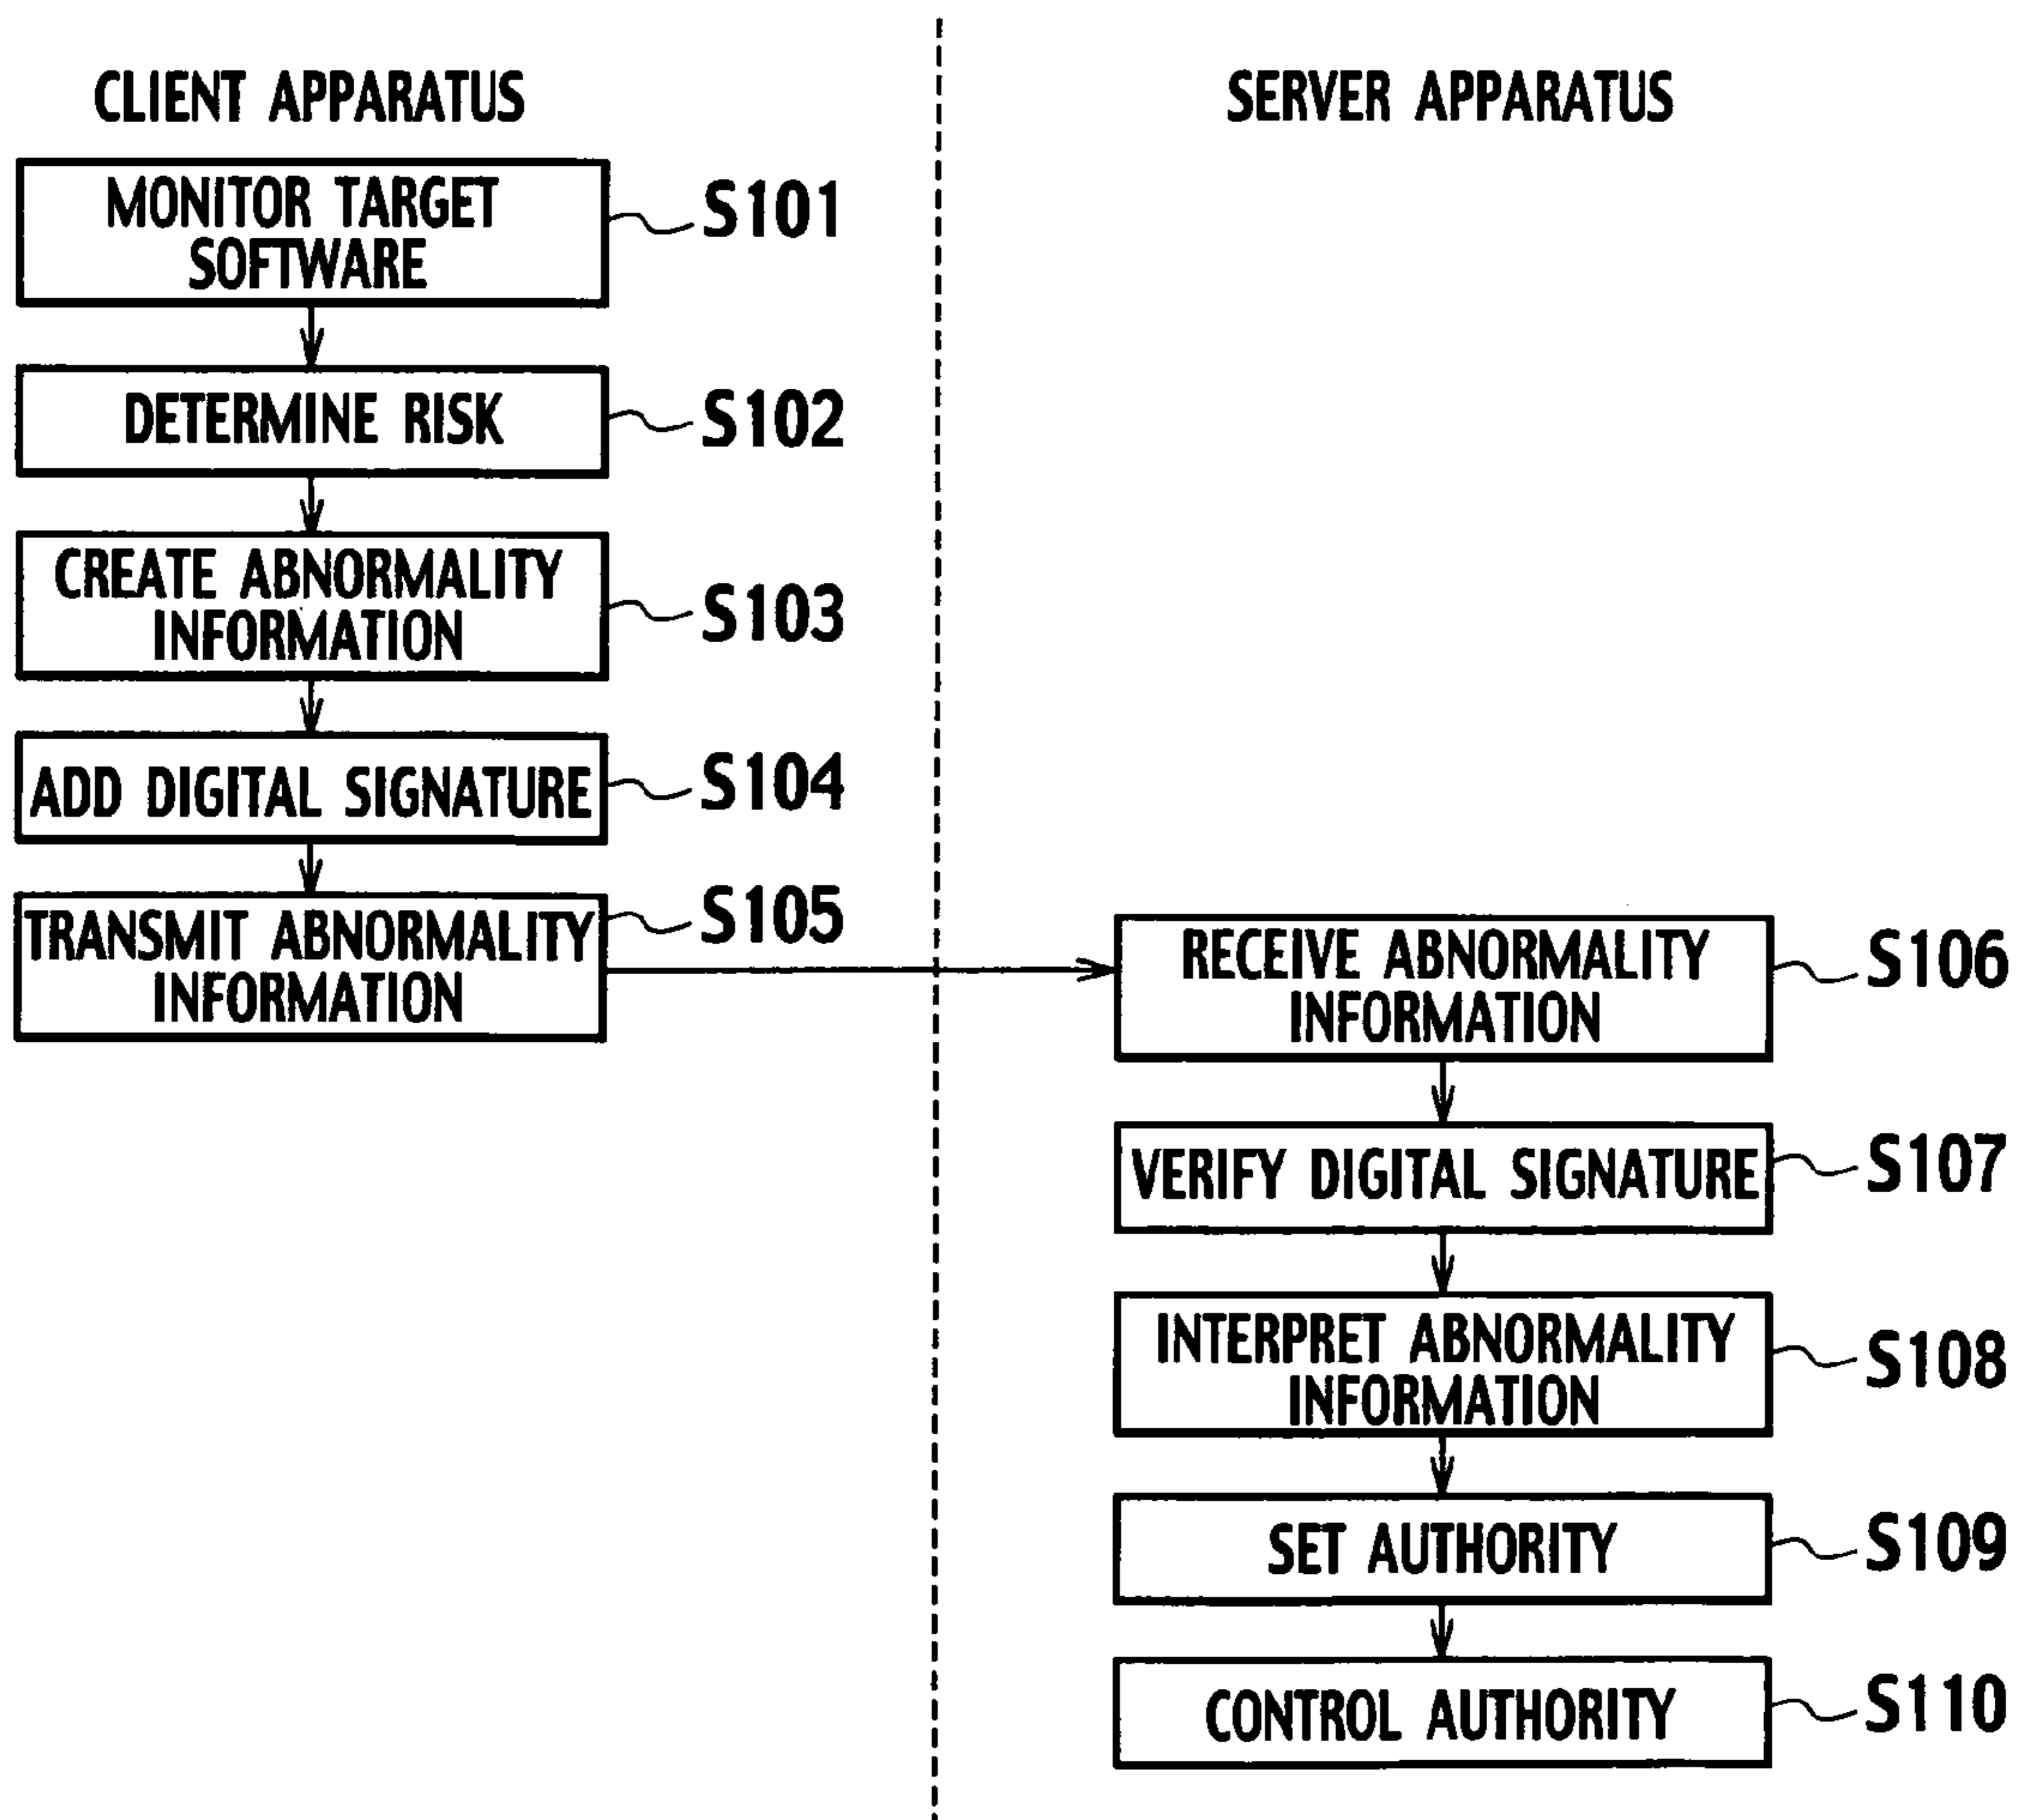 CLIENT APPARATUS
MONITOR TARGET
SOFTWARE
S101
DETERMINE RISK
S102
CREATE ABNORMALITY
INFORMATION
S103
ADD DIGITAL SIGNATURE
S104
TRANSMIT ABNORMALITY
INFORMATION
S105
SERVER APPARATUS
RECEIVE ABNORMALITY
INFORMATION
S106
VERIFY DIGITAL SIGNATURE
S107
INTERPRET ABNORMALITY
INFORMATION
S108
SET AUTHORITY
S109
CONTROL AUTHORITY
S110